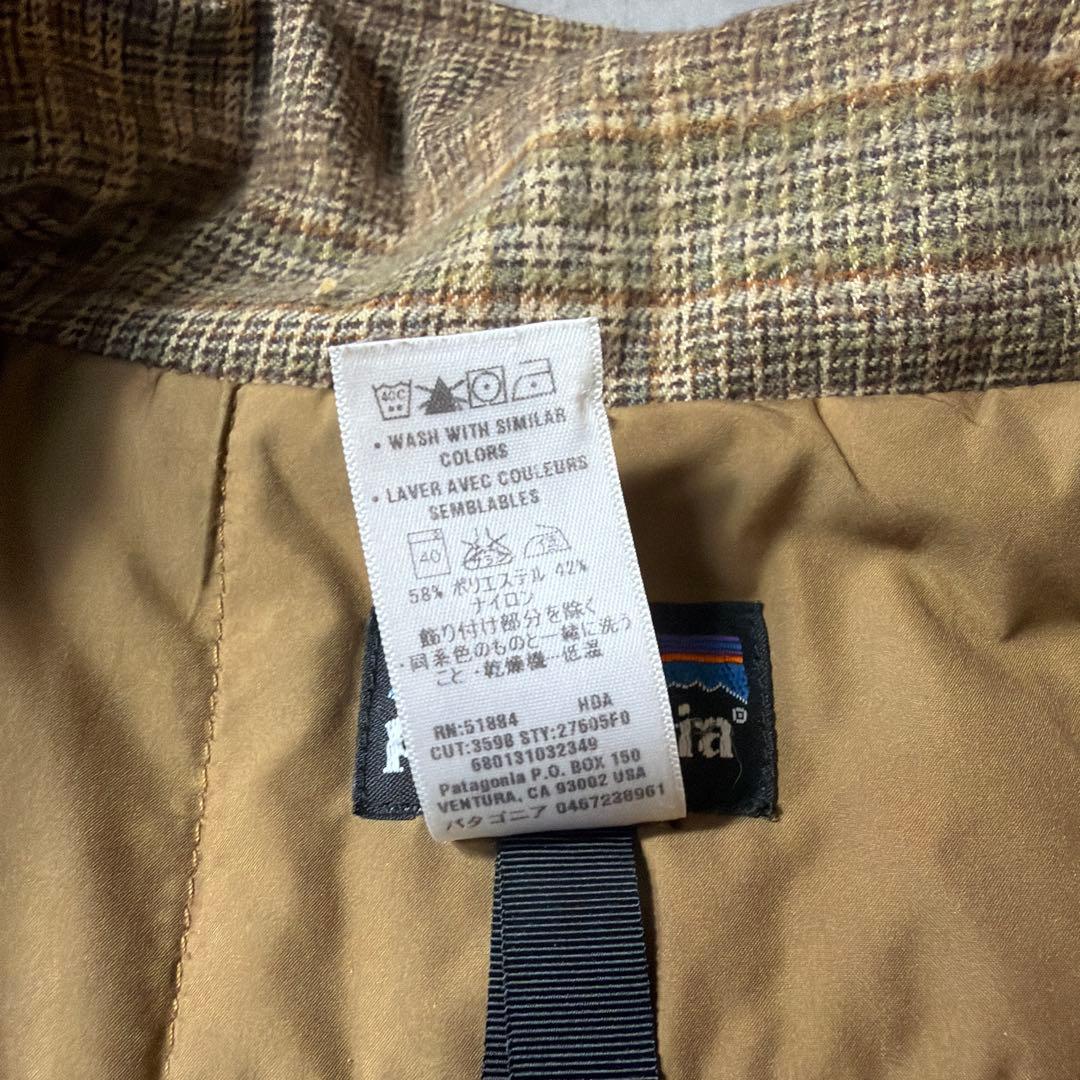 40C
• WASH WITH SIMILAR
COLORS
• LAVER AVEC COULEURS
SEMBLABLES
40
58% ポリエステル 42%
ナイロン
飾り付け部分を除く
・同系色のものと一緒に洗う
こと・乾燥機…低温
RN:51884 HDA
CUT:3598 STY:27605F0
680131032349
Patagonia P.O. BOX 150
VENTURA, CA 93002 USA
パタゴニア 0467238961